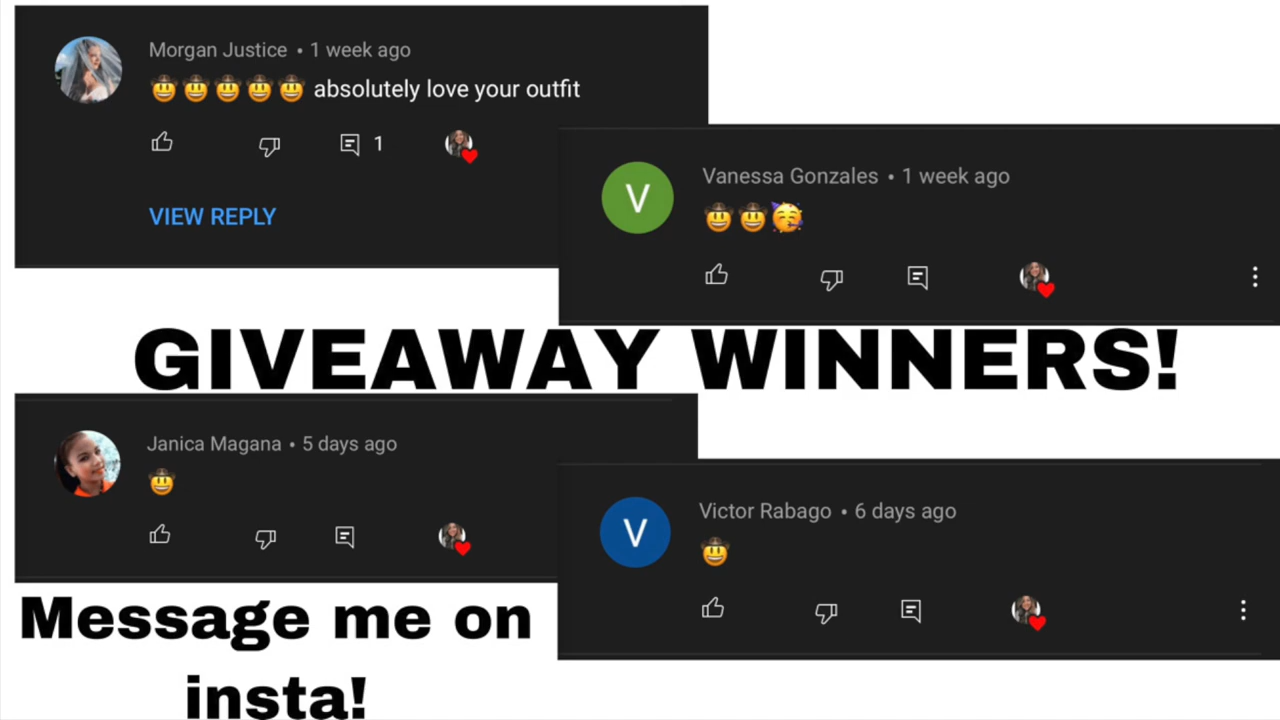 Morgan Justice • 1 week ago
🤠🤠🤠🤠🤠 absolutely love your outfit
1
VIEW REPLY
V
Vanessa Gonzales • 1 week ago
🤠🤠🥳
GIVEAWAY WINNERS!
Janica Magana • 5 days ago
🤠
V
Victor Rabago • 6 days ago
🤠
Message me on
insta!